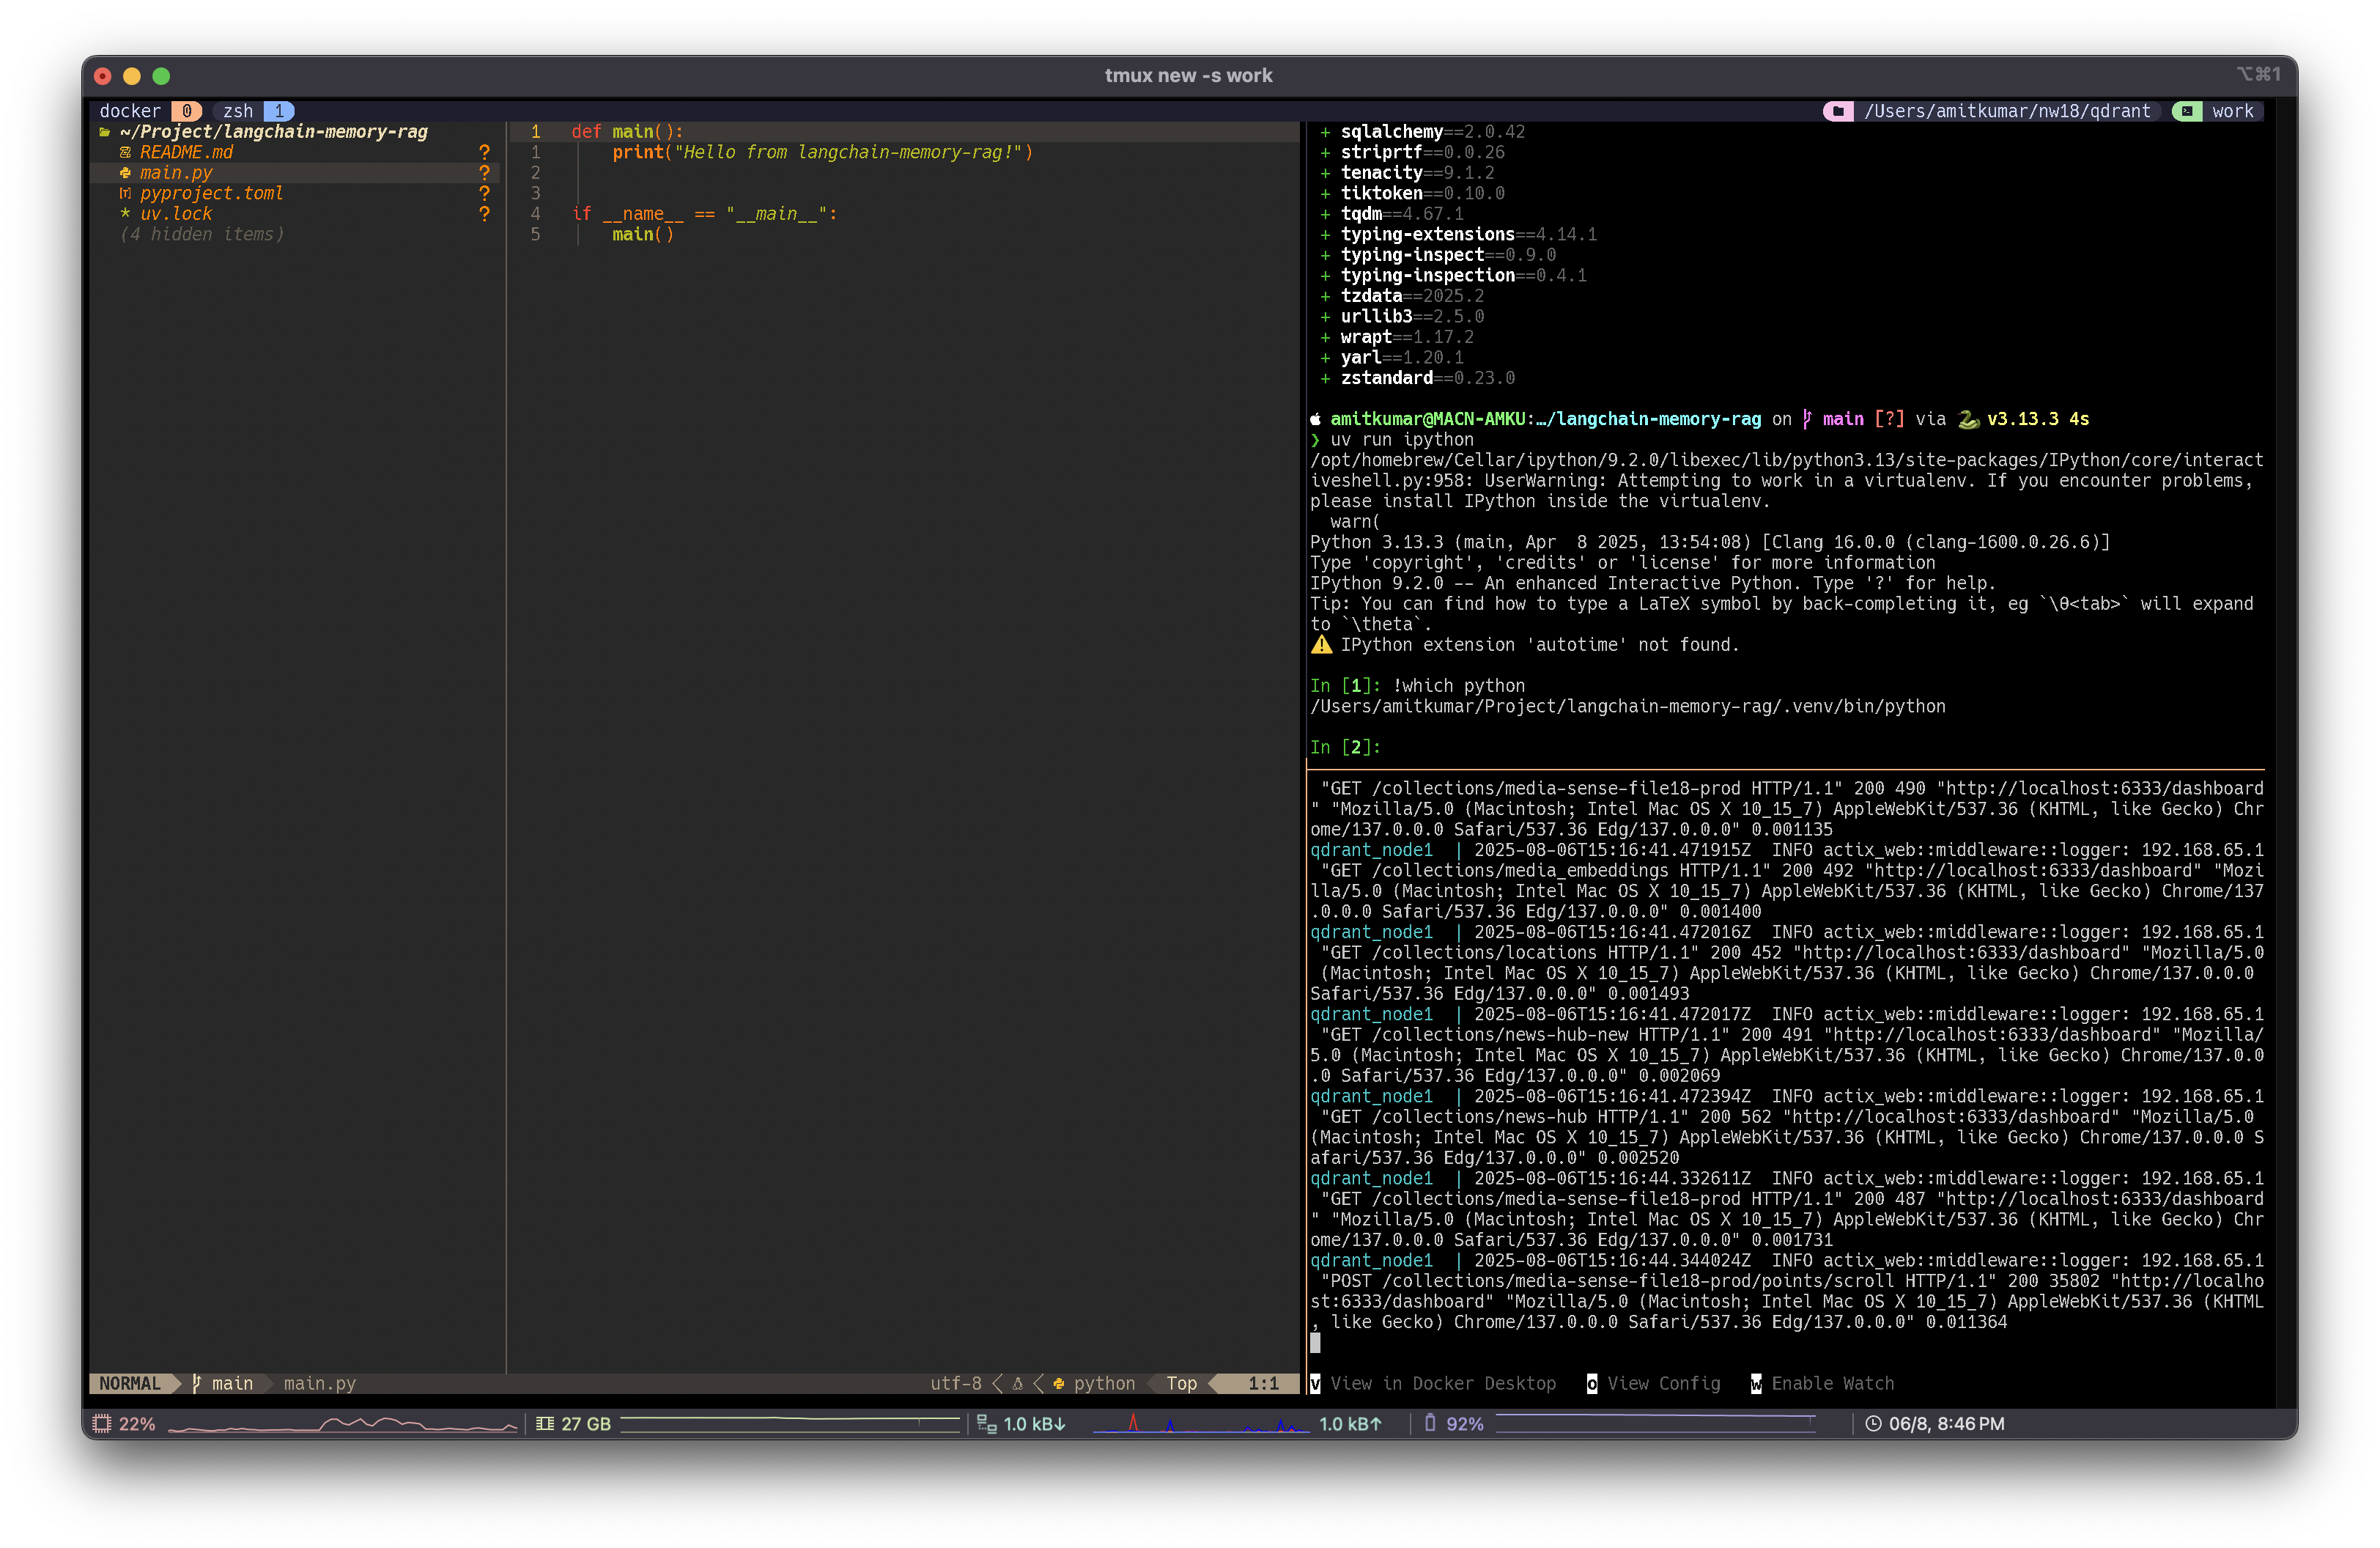 tmux new -s work
⌥⌘1
docker 0 zsh 1
/Users/amitkumar/nw18/qdrant work
~/Project/langchain-memory-rag
README.md ?
main.py ?
pyproject.toml ?
* uv.lock ?
(4 hidden items)
1 def main():
1 print("Hello from langchain-memory-rag!")
2
3
4 if __name__ == "__main__":
5 main()
NORMAL main main.py utf-8 python Top 1:1
+ sqlalchemy==2.0.42
+ striprtf==0.0.26
+ tenacity==9.1.2
+ tiktoken==0.10.0
+ tqdm==4.67.1
+ typing-extensions==4.14.1
+ typing-inspect==0.9.0
+ typing-inspection==0.4.1
+ tzdata==2025.2
+ urllib3==2.5.0
+ wrapt==1.17.2
+ yarl==1.20.1
+ zstandard==0.23.0
amitkumar@MACN-AMKU:…/langchain-memory-rag on main [?] via 🐍 v3.13.3 4s
❯ uv run ipython
/opt/homebrew/Cellar/ipython/9.2.0/libexec/lib/python3.13/site-packages/IPython/core/interact
iveshell.py:958: UserWarning: Attempting to work in a virtualenv. If you encounter problems,
please install IPython inside the virtualenv.
warn(
Python 3.13.3 (main, Apr  8 2025, 13:54:08) [Clang 16.0.0 (clang-1600.0.26.6)]
Type 'copyright', 'credits' or 'license' for more information
IPython 9.2.0 -- An enhanced Interactive Python. Type '?' for help.
Tip: You can find how to type a LaTeX symbol by back-completing it, eg `\θ<tab>` will expand
to `\theta`.
⚠️ IPython extension 'autotime' not found.
In [1]: !which python
/Users/amitkumar/Project/langchain-memory-rag/.venv/bin/python
In [2]:
"GET /collections/media-sense-file18-prod HTTP/1.1" 200 490 "http://localhost:6333/dashboard
" "Mozilla/5.0 (Macintosh; Intel Mac OS X 10_15_7) AppleWebKit/537.36 (KHTML, like Gecko) Chr
ome/137.0.0.0 Safari/537.36 Edg/137.0.0.0" 0.001135
qdrant_node1  | 2025-08-06T15:16:41.471915Z  INFO actix_web::middleware::logger: 192.168.65.1
"GET /collections/media_embeddings HTTP/1.1" 200 492 "http://localhost:6333/dashboard" "Mozi
lla/5.0 (Macintosh; Intel Mac OS X 10_15_7) AppleWebKit/537.36 (KHTML, like Gecko) Chrome/137
.0.0.0 Safari/537.36 Edg/137.0.0.0" 0.001400
qdrant_node1  | 2025-08-06T15:16:41.472016Z  INFO actix_web::middleware::logger: 192.168.65.1
"GET /collections/locations HTTP/1.1" 200 452 "http://localhost:6333/dashboard" "Mozilla/5.0
(Macintosh; Intel Mac OS X 10_15_7) AppleWebKit/537.36 (KHTML, like Gecko) Chrome/137.0.0.0
Safari/537.36 Edg/137.0.0.0" 0.001493
qdrant_node1  | 2025-08-06T15:16:41.472017Z  INFO actix_web::middleware::logger: 192.168.65.1
"GET /collections/news-hub-new HTTP/1.1" 200 491 "http://localhost:6333/dashboard" "Mozilla/
5.0 (Macintosh; Intel Mac OS X 10_15_7) AppleWebKit/537.36 (KHTML, like Gecko) Chrome/137.0.0
.0 Safari/537.36 Edg/137.0.0.0" 0.002069
qdrant_node1  | 2025-08-06T15:16:41.472394Z  INFO actix_web::middleware::logger: 192.168.65.1
"GET /collections/news-hub HTTP/1.1" 200 562 "http://localhost:6333/dashboard" "Mozilla/5.0
(Macintosh; Intel Mac OS X 10_15_7) AppleWebKit/537.36 (KHTML, like Gecko) Chrome/137.0.0.0 S
afari/537.36 Edg/137.0.0.0" 0.002520
qdrant_node1  | 2025-08-06T15:16:44.332611Z  INFO actix_web::middleware::logger: 192.168.65.1
"GET /collections/media-sense-file18-prod HTTP/1.1" 200 487 "http://localhost:6333/dashboard
" "Mozilla/5.0 (Macintosh; Intel Mac OS X 10_15_7) AppleWebKit/537.36 (KHTML, like Gecko) Chr
ome/137.0.0.0 Safari/537.36 Edg/137.0.0.0" 0.001731
qdrant_node1  | 2025-08-06T15:16:44.344024Z  INFO actix_web::middleware::logger: 192.168.65.1
"POST /collections/media-sense-file18-prod/points/scroll HTTP/1.1" 200 35802 "http://localho
st:6333/dashboard" "Mozilla/5.0 (Macintosh; Intel Mac OS X 10_15_7) AppleWebKit/537.36 (KHTML
, like Gecko) Chrome/137.0.0.0 Safari/537.36 Edg/137.0.0.0" 0.011364
v View in Docker Desktop o View Config w Enable Watch
22% 27 GB 1.0 kB↓ 1.0 kB↑ 92% 06/8, 8:46 PM